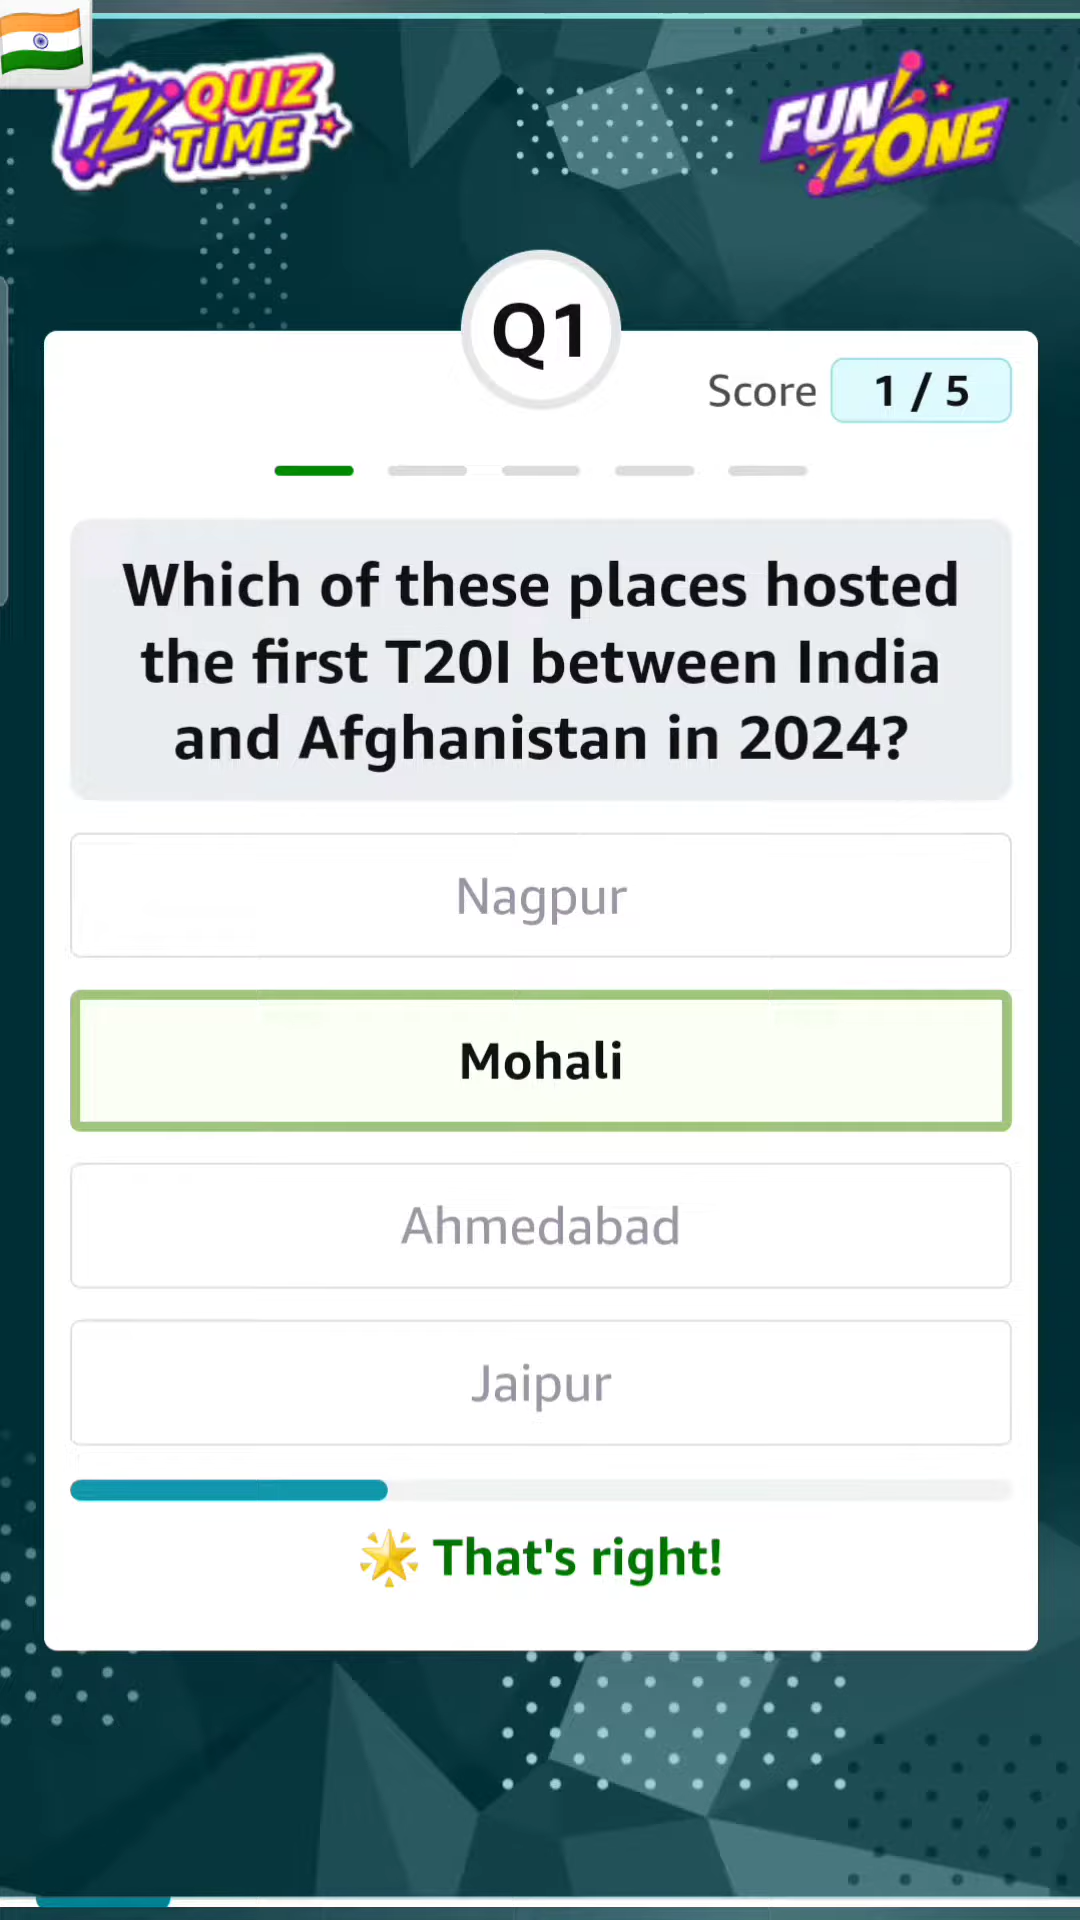 FZ QUIZ
TIME
FUN
ZONE
Q1
Score 1 / 5
Which of these places hosted
the first T20I between India
and Afghanistan in 2024?
Nagpur
Mohali
Ahmedabad
Jaipur
That's right!